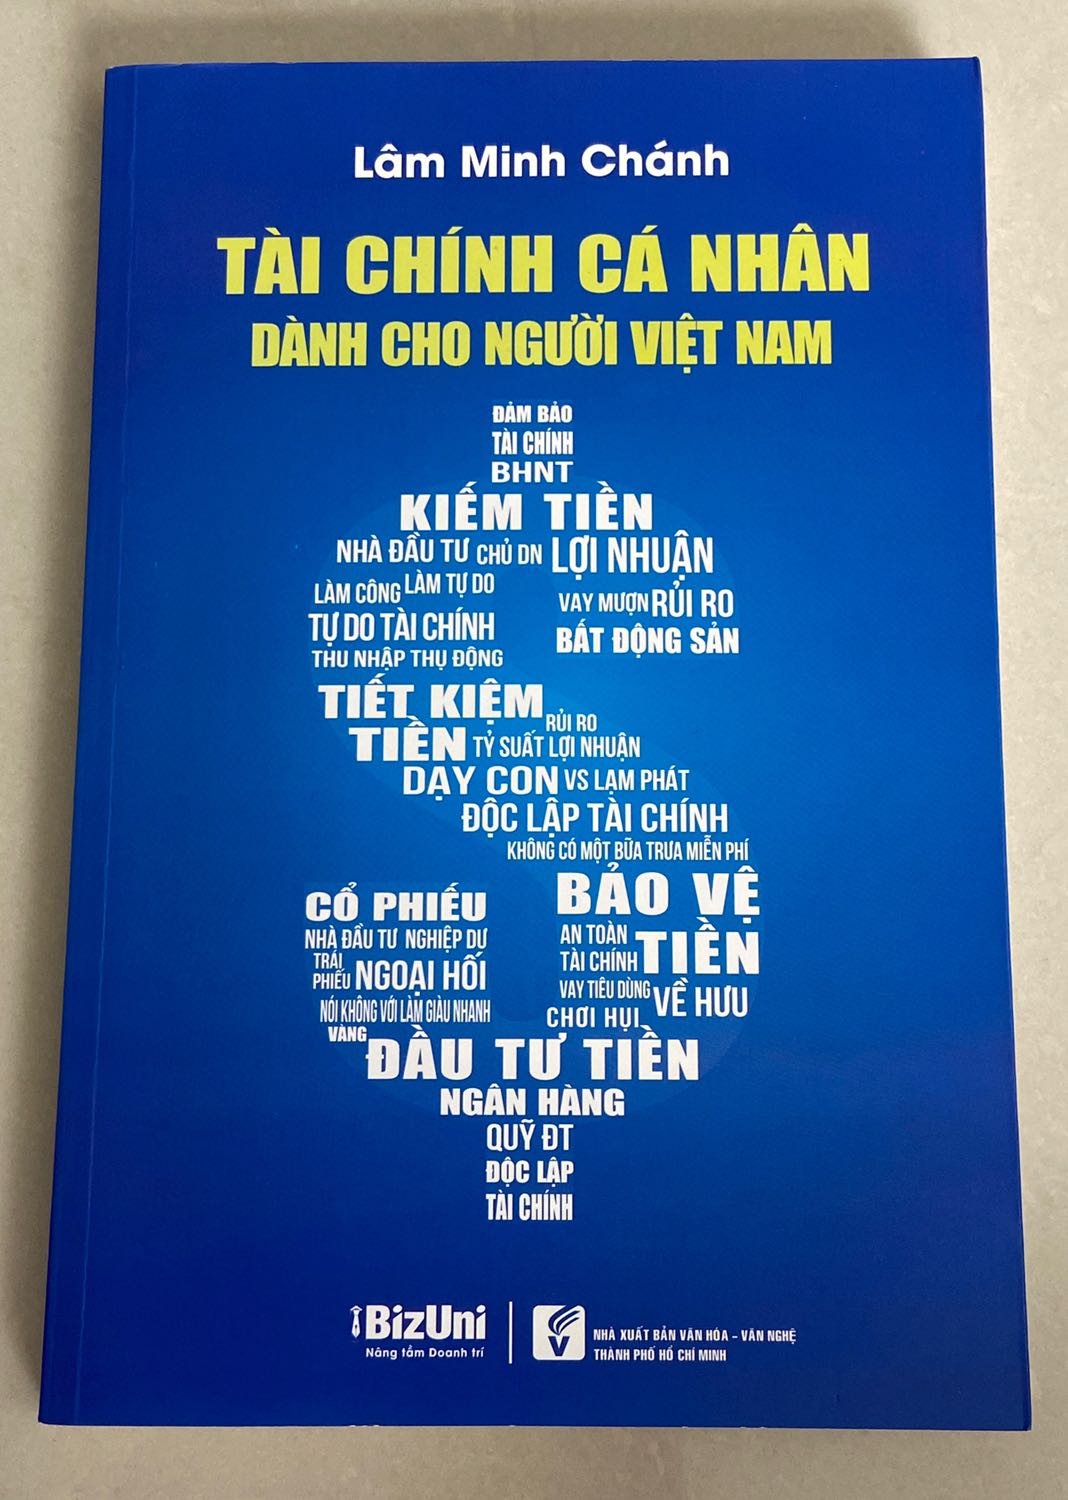 Lâm Minh Chánh
TÀI CHÍNH CÁ NHÂN
DÀNH CHO NGƯỜI VIỆT NAM
ĐẢM BẢO
TÀI CHÍNH
BHNT
KIẾM TIỀN
NHÀ ĐẦU TƯ CHỦ DN LỢI NHUẬN
LÀM CÔNG LÀM TỰ DO
VAY MƯỢN RỦI RO
TỰ DO TÀI CHÍNH
BẤT ĐỘNG SẢN
THU NHẬP THỤ ĐỘNG
TIẾT KIỆM
TIỀN
RỦI RO
TỶ SUẤT LỢI NHUẬN
DẠY CON VS LẠM PHÁT
ĐỘC LẬP TÀI CHÍNH
KHÔNG CÓ MỘT BỮA TRƯA MIỄN PHÍ
CỔ PHIẾU
NHÀ ĐẦU TƯ NGHIỆP DƯ
TRÁI
PHIẾU NGOẠI HỐI
NÓI KHÔNG VỚI LÀM GIÀU NHANH
VÀNG
BẢO VỆ
AN TOÀN
TÀI CHÍNH TIỀN
VAY TIÊU DÙNG VỀ HƯU
CHƠI HỤI
ĐẦU TƯ TIỀN
NGÂN HÀNG
QUỸ ĐT
ĐỘC LẬP
TÀI CHÍNH
BizUni
Nâng tầm Doanh trí
V
NHÀ XUẤT BẢN VĂN HÓA - VĂN NGHỆ
THÀNH PHỐ HỒ CHÍ MINH